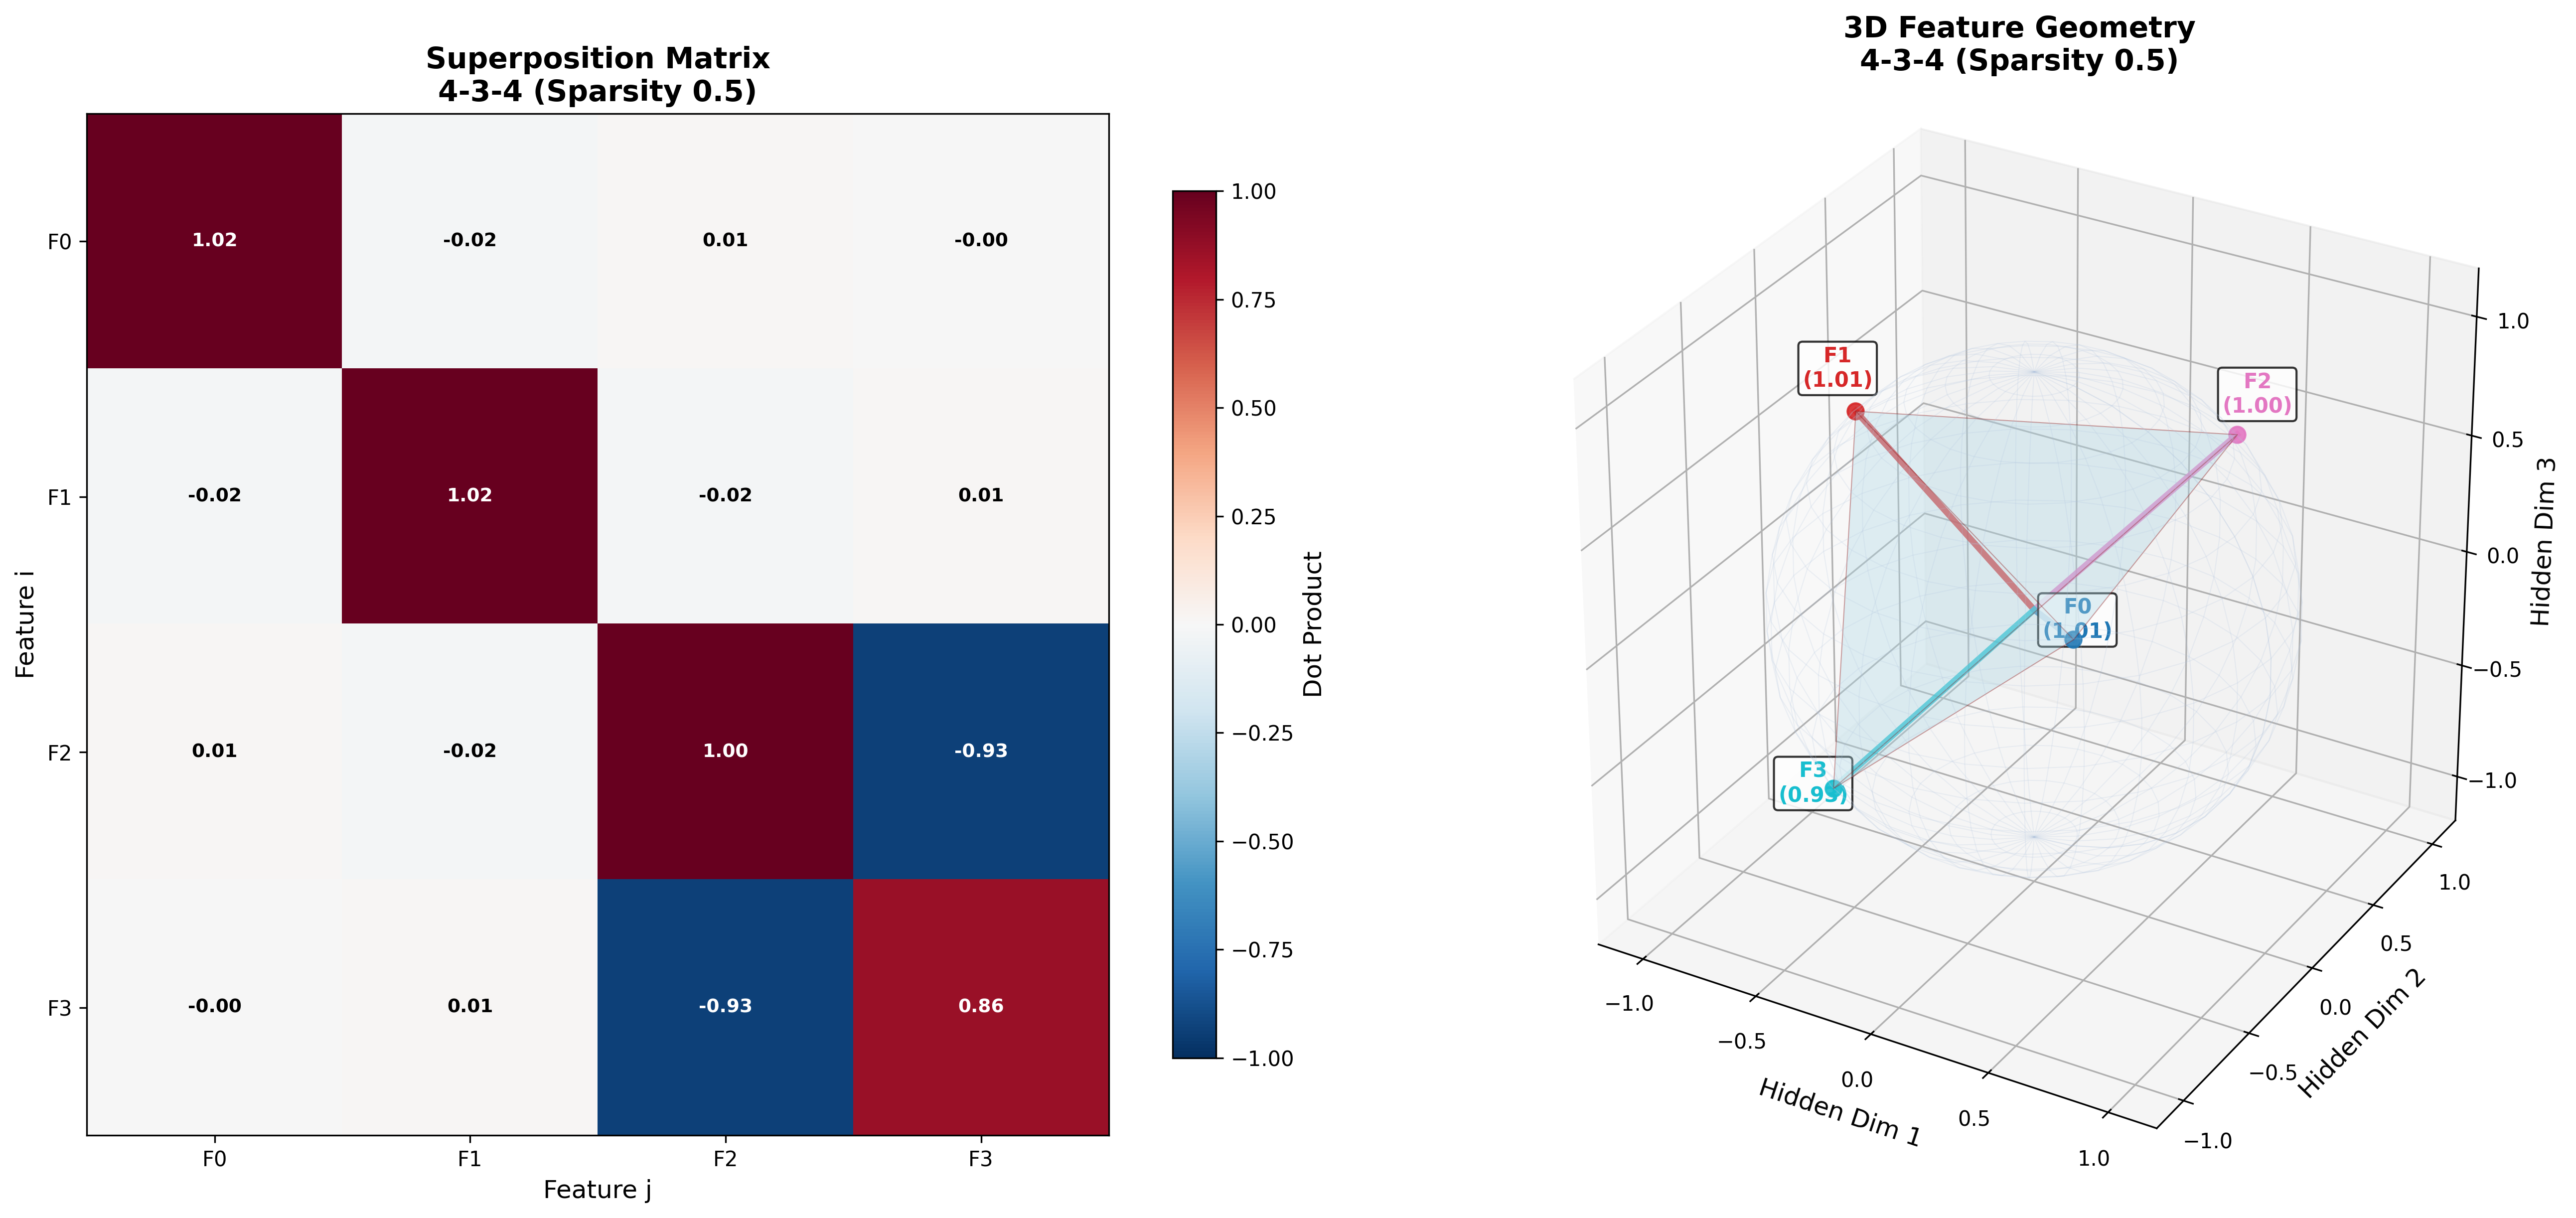 Superposition Matrix
4-3-4 (Sparsity 0.5)
F0
F1
F2
F3
Feature i
1.02 -0.02 0.01 -0.00
-0.02 1.02 -0.02 0.01
0.01 -0.02 1.00 -0.93
-0.00 0.01 -0.93 0.86
F0 F1 F2 F3
Feature j
1.00
0.75
0.50
0.25
0.00
−0.25
−0.50
−0.75
−1.00
Dot Product
3D Feature Geometry
4-3-4 (Sparsity 0.5)
F1
(1.01)
F2
(1.00)
F0
(1.01)
F3
1.0
0.5
0.0
−0.5
−1.0
Hidden Dim 3
−1.0
−0.5
0.0
0.5
1.0
Hidden Dim 1
1.0
0.5
0.0
−0.5
−1.0
Hidden Dim 2